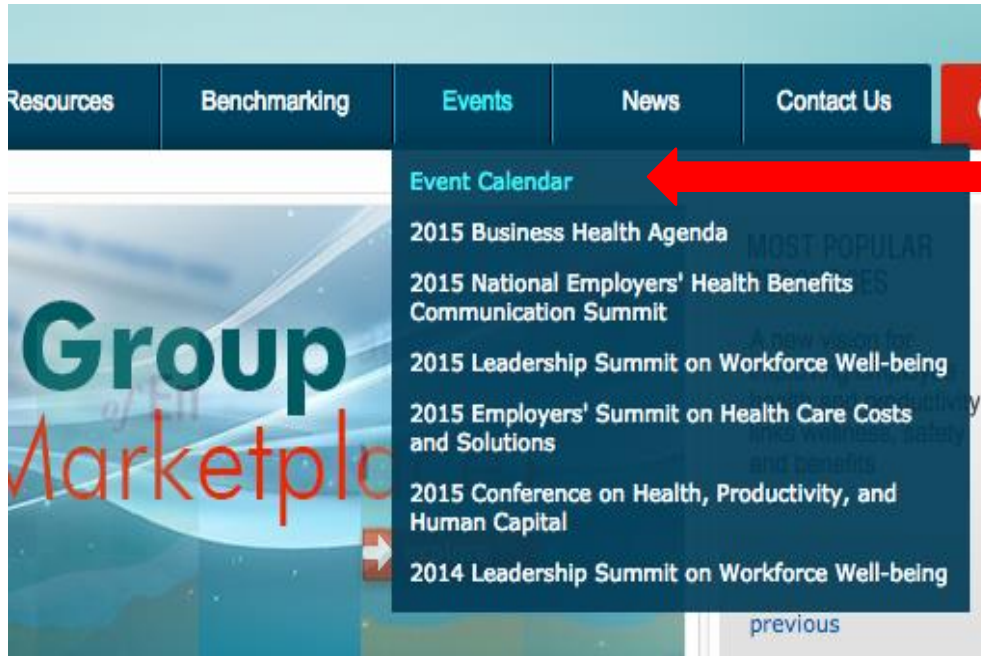 Resources Benchmarking Events News Contact Us
Event Calendar
2015 Business Health Agenda
2015 National Employers' Health Benefits
Communication Summit
2015 Leadership Summit on Workforce Well-being
2015 Employers' Summit on Health Care Costs
and Solutions
2015 Conference on Health, Productivity, and
Human Capital
2014 Leadership Summit on Workforce Well-being
Group
MOST POPULAR
A new vision for
links wellness, safety
and benefits
previous